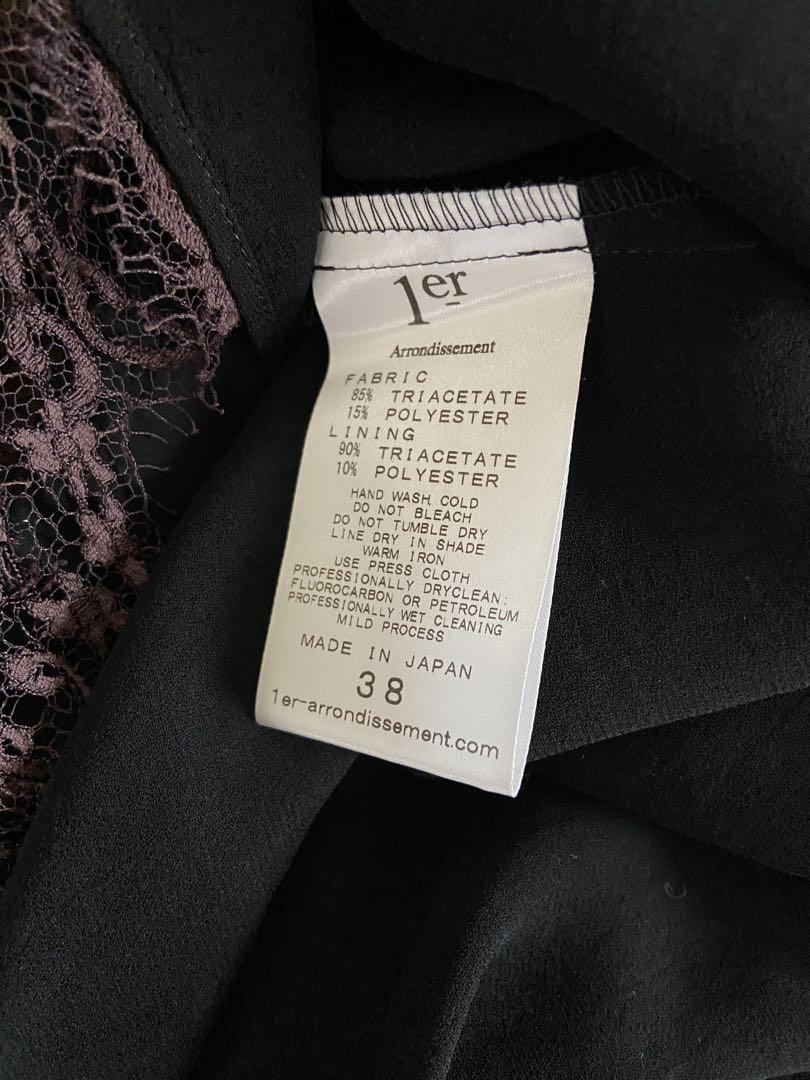 1er
Arrondissement
FABRIC
85% TRIACETATE
15% POLYESTER
LINING
90% TRIACETATE
10% POLYESTER
HAND WASH COLD
DO NOT BLEACH
DO NOT TUMBLE DRY
LINE DRY IN SHADE
WARM IRON
USE PRESS CLOTH
PROFESSIONALLY DRYCLEAN:
FLUOROCARBON OR PETROLEUM
PROFESSIONALLY WET CLEANING
MILD PROCESS
MADE IN JAPAN
38
1er-arrondissement.com